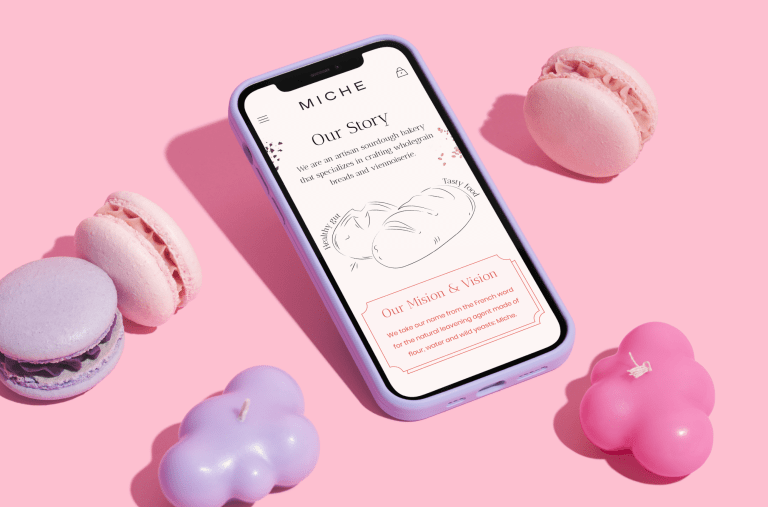 MICHE
Our Story
We are an artisan sourdough bakery
that specializes in crafting wholegrain
breads and viennoiserie.
Healthy gut
Tasty food
Our Mision & Vision
We take our name from the French word
for the natural leavening agent made of
flour, water and wild yeasts: Miche.